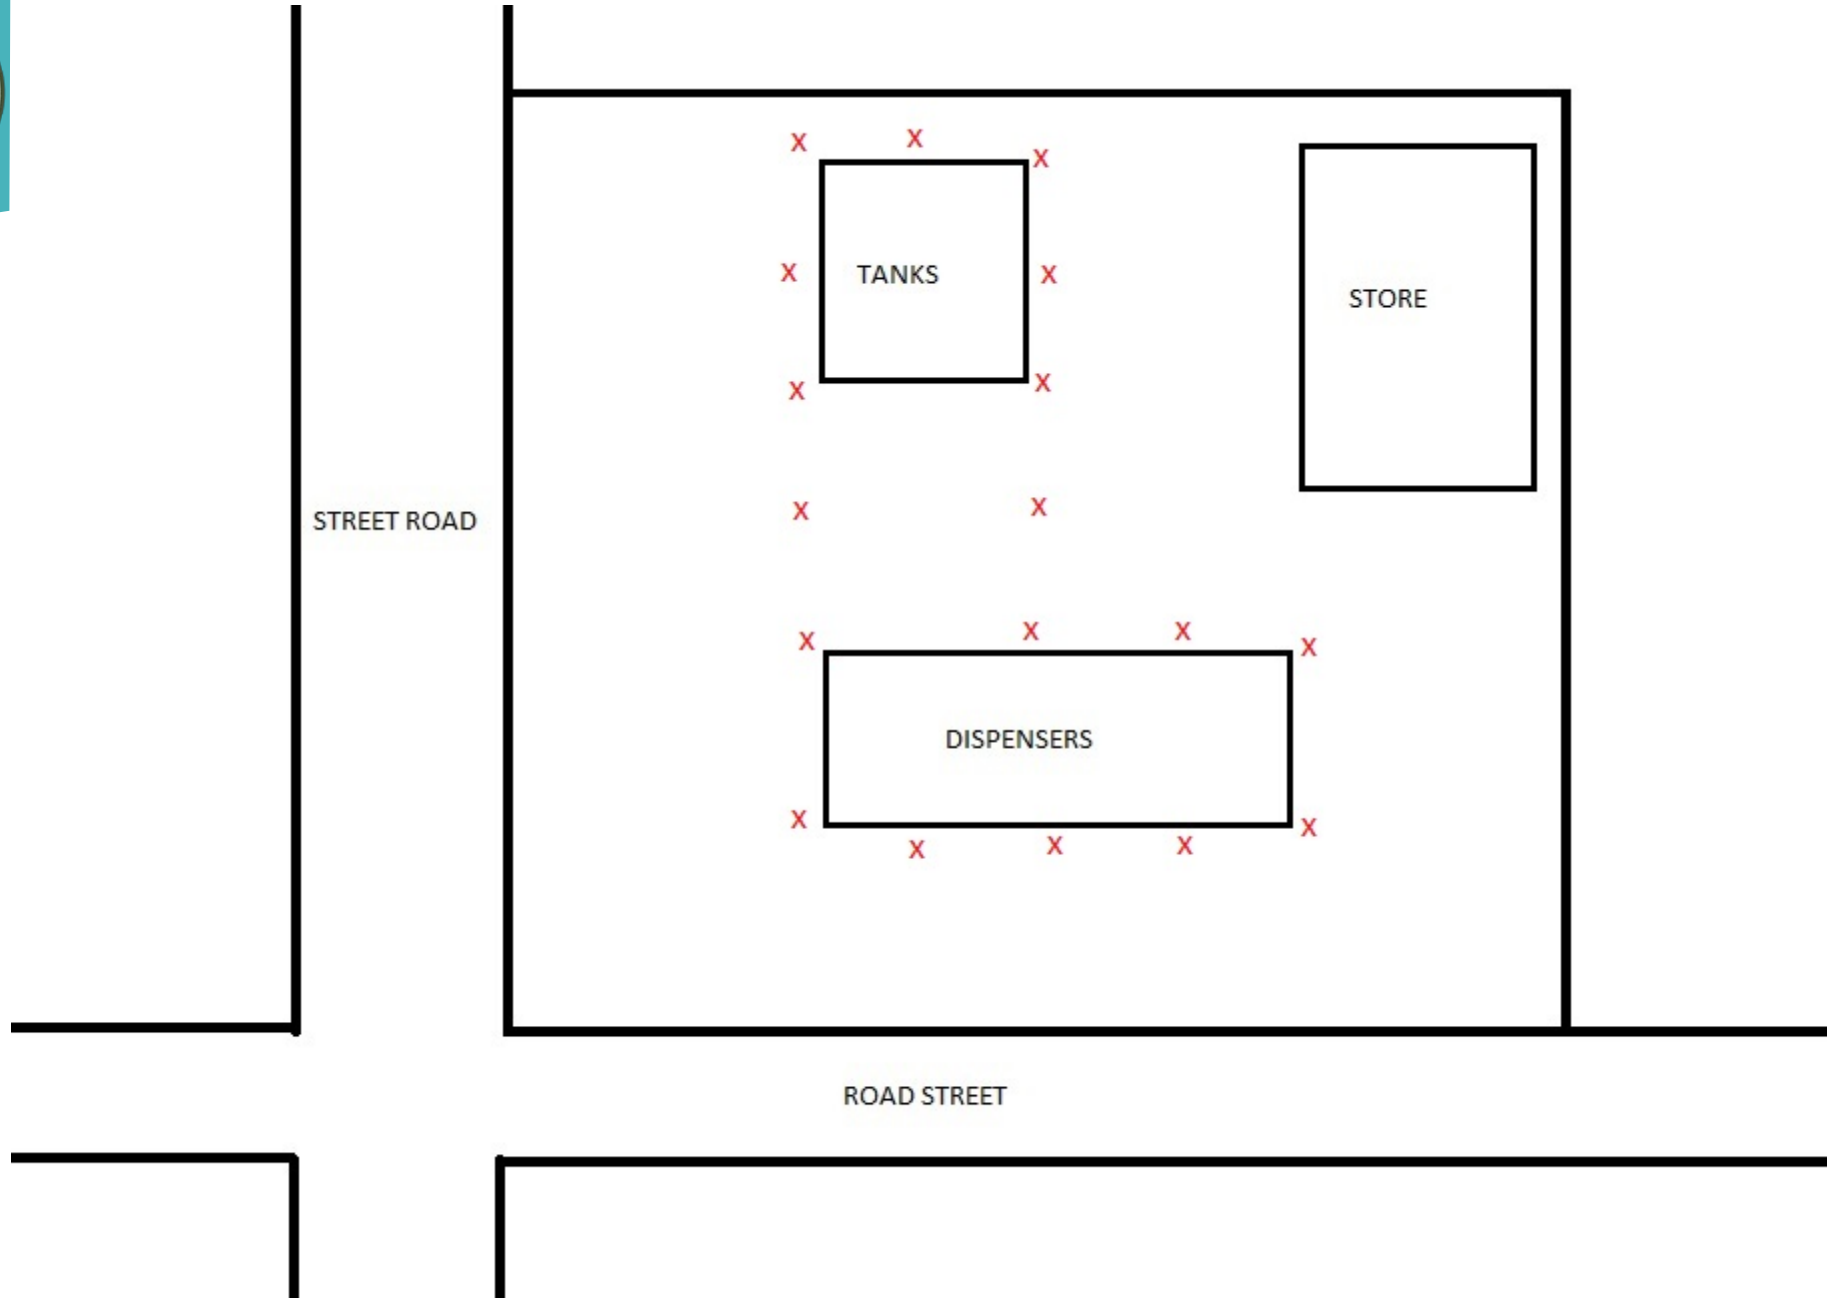 X X X
TANKS
X X
STORE
X X
X X
STREET ROAD
X X X X
DISPENSERS
X X X X X
ROAD STREET